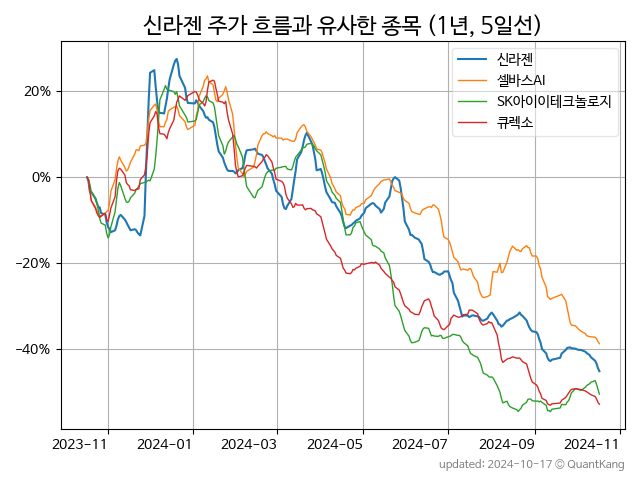 신라젠 주가 흐름과 유사한 종목 (1년, 5일선)
신라젠
셀바스AI
SK아이이테크놀로지
큐렉소
20%
0%
−20%
−40%
2023−11
2024−01
2024−03
2024−05
2024−07
2024−09
2024−11
updated: 2024-10-17 © QuantKang